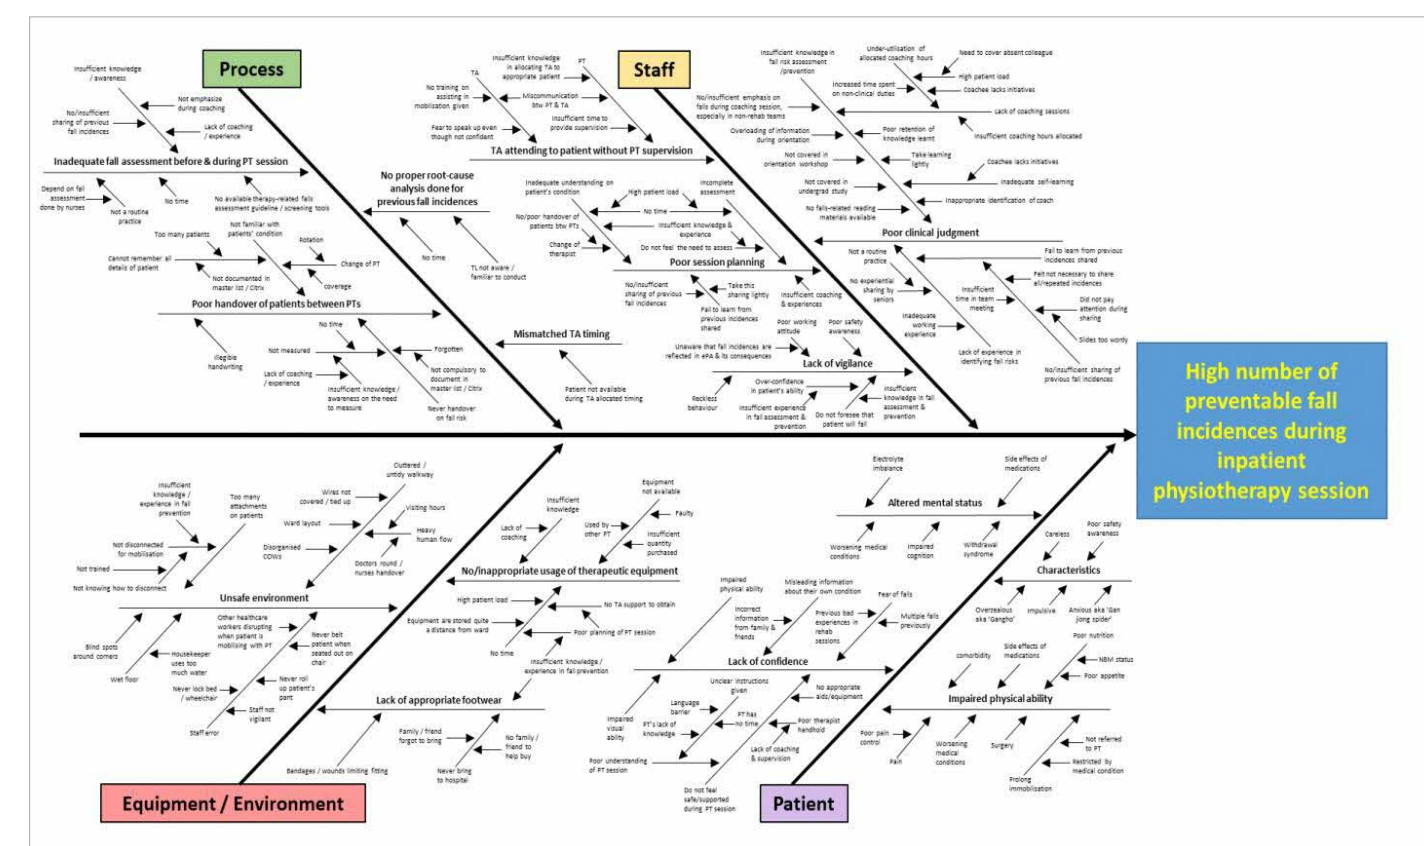 Process
Insufficient knowledge
/ awareness
Not emphasize
during coaching
No/insufficient
sharing of previous
fall incidences
Lack of coaching
/ experience
Inadequate fall assessment before & during PT session
Depend on fall
assessment
done by nurses
Not a routine
practice
No time
No available therapy-related falls
assessment guideline / screening tools
Too many patients
Not familiar with
patients' condition
Rotation
Cannot remember all
details of patient
Change of PT
Not documented in
master list / Citrix
coverage
Poor handover of patients between PTs
illegible
handwriting
No time
Not measured
Forgotten
Lack of coaching
/ experience
Not compulsory to
document in
master list / Citrix
Insufficient knowledge/
awareness on the need
to measure
Never handover
on fall risk
No proper root-cause
analysis done for
previous fall incidences
No time
TL not aware /
familiar to conduct
Mismatched TA timing
Patient not available
during TA allocated timing
Staff
TA
Insufficient knowledge
in allocating TA to
appropriate patient
PT
No training on
assisting in
mobilisation given
Miscommunication
btw PT & TA
Fear to speak up even
though not confident
Insufficient time to
provide supervision
TA attending to patient without PT supervision
Inadequate understanding on
patient's condition
High patient load
Incomplete
assessment
No time
No/poor handover of
patients btw PTs
Insufficient knowledge &
experience
Change of
therapist
Do not feel the need to assess
Poor session planning
No/insufficient
sharing of previous
fall incidences
Take this
sharing lightly
Fail to learn from
previous incidences
shared
Insufficient coaching
& experiences
Poor working
attitude
Poor safety
awareness
Unaware that fall incidences are
reflected in ePA & its consequences
Lack of vigilance
Reckless
behaviour
Over-confidence
in patient's ability
Insufficient experience
in fall assessment &
prevention
Do not foresee that
patient will fall
Insufficient
knowledge in fall
assessment &
prevention
Insufficient knowledge in
fall risk assessment
/prevention
Under-utilisation of
allocated coaching hours
Need to cover absent colleague
High patient load
Increased time spent
on non-clinical duties
Coachee lacks initiatives
No/insufficient emphasis on
falls during coaching session,
especially in non-rehab teams
Lack of coaching sessions
Overloading of information
during orientation
Poor retention of
knowledge learnt
Insufficient coaching hours allocated
Not covered in
orientation workshop
Take learning
lightly
Coachee lacks initiatives
Not covered in
undergrad study
Inadequate self-learning
No falls-related reading
materials available
Inappropriate identification of coach
Poor clinical judgment
Not a routine
practice
Fail to learn from previous
incidences shared
No experiential
sharing by
seniors
Insufficient
time in team
meeting
Felt not necessary to share
all/repeated incidences
Did not pay
attention during
sharing
Inadequate
working
experience
Slides too wordy
Lack of experience in
identifying fall risks
No/insufficient sharing of
previous fall incidences
High number of
preventable fall
incidences during
inpatient
physiotherapy session
Insufficient
knowledge /
experience in fall
prevention
Too many
attachments
on patients
Not disconnected
for mobilisation
Not trained
Not knowing how to disconnect
Cluttered /
untidy walkway
Wires not
covered / tied up
Visiting hours
Ward layout
Heavy
human flow
Disorganised
COWs
Doctors round /
nurses handover
Unsafe environment
Blind spots
around corners
Wet floor
Housekeeper
uses too
much water
Other healthcare
workers disrupting
when patient is
mobilising with PT
Never belt
patient when
seated out on
chair
Never lock bed
/ wheelchair
Never roll
up patient's
pant
Staff not
vigilant
Staff error
Lack of
coaching
Insufficient
knowledge
Equipment
not available
Used by
other PT
Faulty
Insufficient
quantity
purchased
No/inappropriate usage of therapeutic equipment
High patient load
No TA support to obtain
Equipment are stored quite
a distance from ward
Poor planning of PT session
No time
Insufficient knowledge /
experience in fall prevention
Lack of appropriate footwear
Bandages / wounds limiting fitting
Family / friend
forgot to bring
No family /
friend to
help buy
Never bring
to hospital
Equipment / Environment
Electrolyte
imbalance
Side effects of
medications
Altered mental status
Worsening medical
conditions
Impaired
cognition
Withdrawal
syndrome
Careless
Poor safety
awareness
Characteristics
Overzealous
aka 'Gangho'
Impulsive
Anxious aka 'Gan
jiong spider'
Impaired
physical ability
Misleading information
about their own condition
Fear of falls
Incorrect
information
from family &
friends
Previous bad
experiences in
rehab
sessions
Multiple falls
previously
Lack of confidence
Impaired
visual
ability
Unclear instructions
given
Language
barrier
PT's lack of
knowledge
PT has
no time
No appropriate
aids/equipment
Poor therapist
handhold
Lack of coaching
& supervision
Poor understanding
of PT session
Do not feel
safe/supported
during PT session
comorbidity
Side effects of
medications
Poor nutrition
NBM status
Poor appetite
Impaired physical ability
Poor pain
control
Pain
Worsening
medical
conditions
Surgery
Not referred
to PT
Restricted by
medical condition
Prolong
immobilisation
Patient